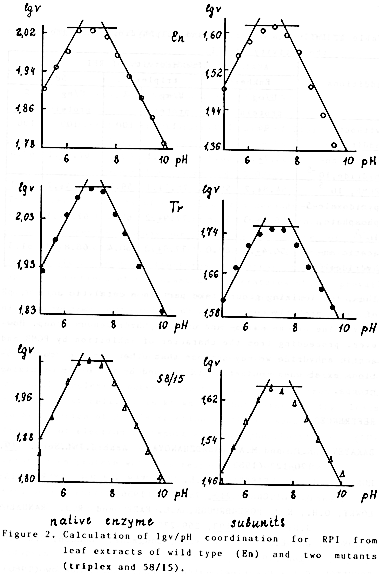 lgv
lgv
2,02
1,94
1,86
1,78
En
6
8
10
pH
1,60
1,52
1,44
1,36
6
8
10
pH
lgv
lgv
2,03
1,93
1,83
Tr
6
8
10
pH
1,74
1,66
1,58
6
8
10
pH
lgv
lgv
1,96
1,88
1,80
58/15
6
8
10
pH
1,62
1,54
1,46
6
8
10
pH
native enzyme
subunits
Figure 2. Calculation of lgv/pH coordination for RPI from
leaf extracts of wild type (En) and two mutants
(triplex and 58/15).